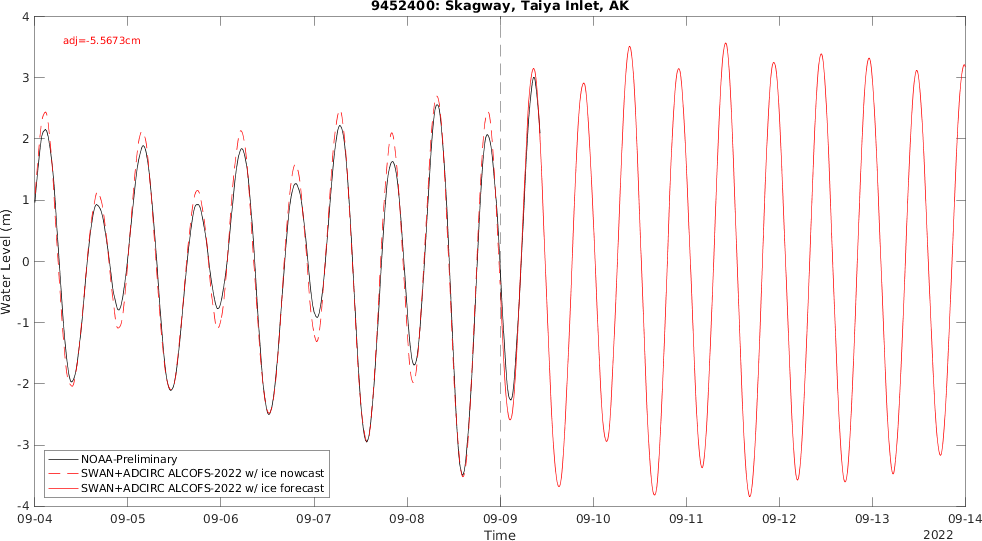 9452400: Skagway, Taiya Inlet, AK
adj=-5.5673cm
Water Level (m)
4
3
2
1
0
-1
-2
-3
-4
NOAA-Preliminary
SWAN+ADCIRC ALCOFS-2022 w/ ice nowcast
SWAN+ADCIRC ALCOFS-2022 w/ ice forecast
09-04 09-05 09-06 09-07 09-08 09-09 09-10 09-11 09-12 09-13 09-14
Time
2022